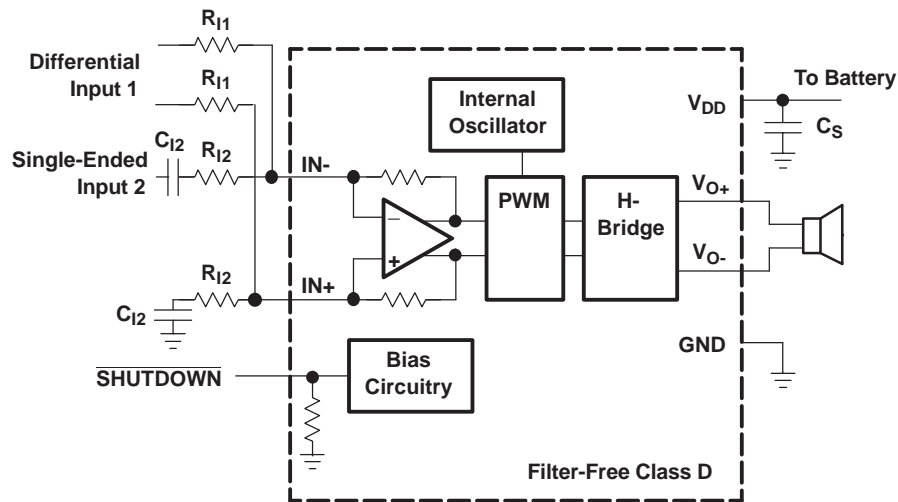 RI1
Differential
Input 1
RI1
CI2
RI2
Single-Ended
Input 2
RI2
CI2
SHUTDOWN
IN-
IN+
Internal
Oscillator
−
+
PWM
H-
Bridge
Bias
Circuitry
VDD
To Battery
CS
VO+
VO-
GND
Filter-Free Class D